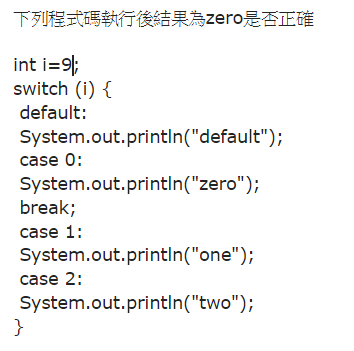 下列程式碼執行後結果為zero是否正確
int i=9;
switch (i) {
default:
System.out.println("default");
case 0:
System.out.println("zero");
break;
case 1:
System.out.println("one");
case 2:
System.out.println("two");
}